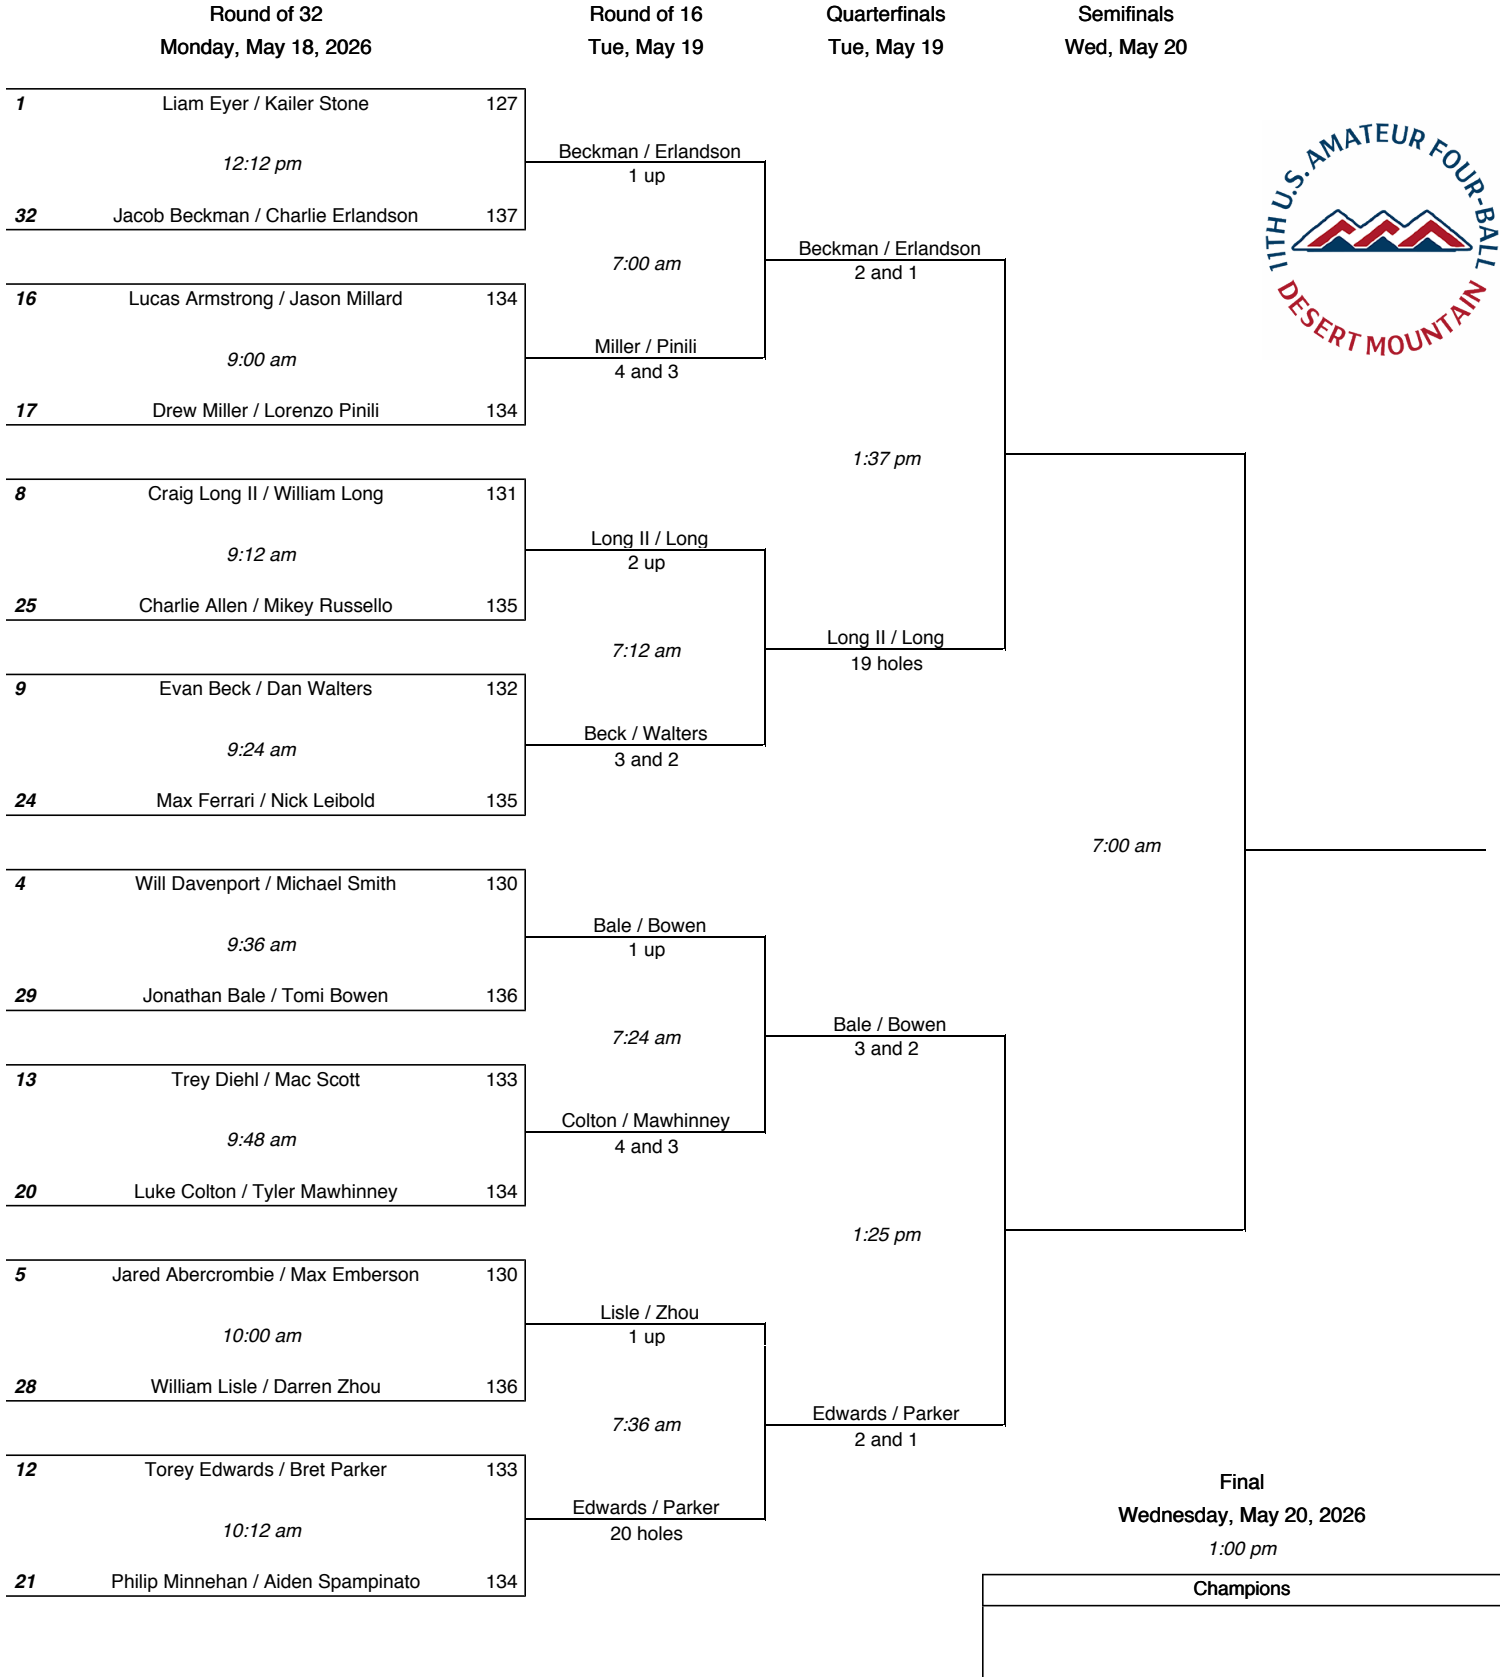 Round of 32
Monday, May 18, 2026
Round of 16
Tue, May 19
Quarterfinals
Tue, May 19
Semifinals
Wed, May 20
11TH U.S. AMATEUR FOUR-BALL
DESERT MOUNTAIN
1 Liam Eyer / Kailer Stone 127
12:12 pm
32 Jacob Beckman / Charlie Erlandson 137
16 Lucas Armstrong / Jason Millard 134
9:00 am
17 Drew Miller / Lorenzo Pinili 134
8 Craig Long II / William Long 131
9:12 am
25 Charlie Allen / Mikey Russello 135
9 Evan Beck / Dan Walters 132
9:24 am
24 Max Ferrari / Nick Leibold 135
4 Will Davenport / Michael Smith 130
9:36 am
29 Jonathan Bale / Tomi Bowen 136
13 Trey Diehl / Mac Scott 133
9:48 am
20 Luke Colton / Tyler Mawhinney 134
5 Jared Abercrombie / Max Emberson 130
10:00 am
28 William Lisle / Darren Zhou 136
12 Torey Edwards / Bret Parker 133
10:12 am
21 Philip Minnehan / Aiden Spampinato 134
Beckman / Erlandson
1 up
7:00 am
Miller / Pinili
4 and 3
Long II / Long
2 up
7:12 am
Beck / Walters
3 and 2
Bale / Bowen
1 up
7:24 am
Colton / Mawhinney
4 and 3
Lisle / Zhou
1 up
7:36 am
Edwards / Parker
20 holes
Beckman / Erlandson
2 and 1
1:37 pm
Long II / Long
19 holes
Bale / Bowen
3 and 2
1:25 pm
Edwards / Parker
2 and 1
7:00 am
Final
Wednesday, May 20, 2026
1:00 pm
Champions